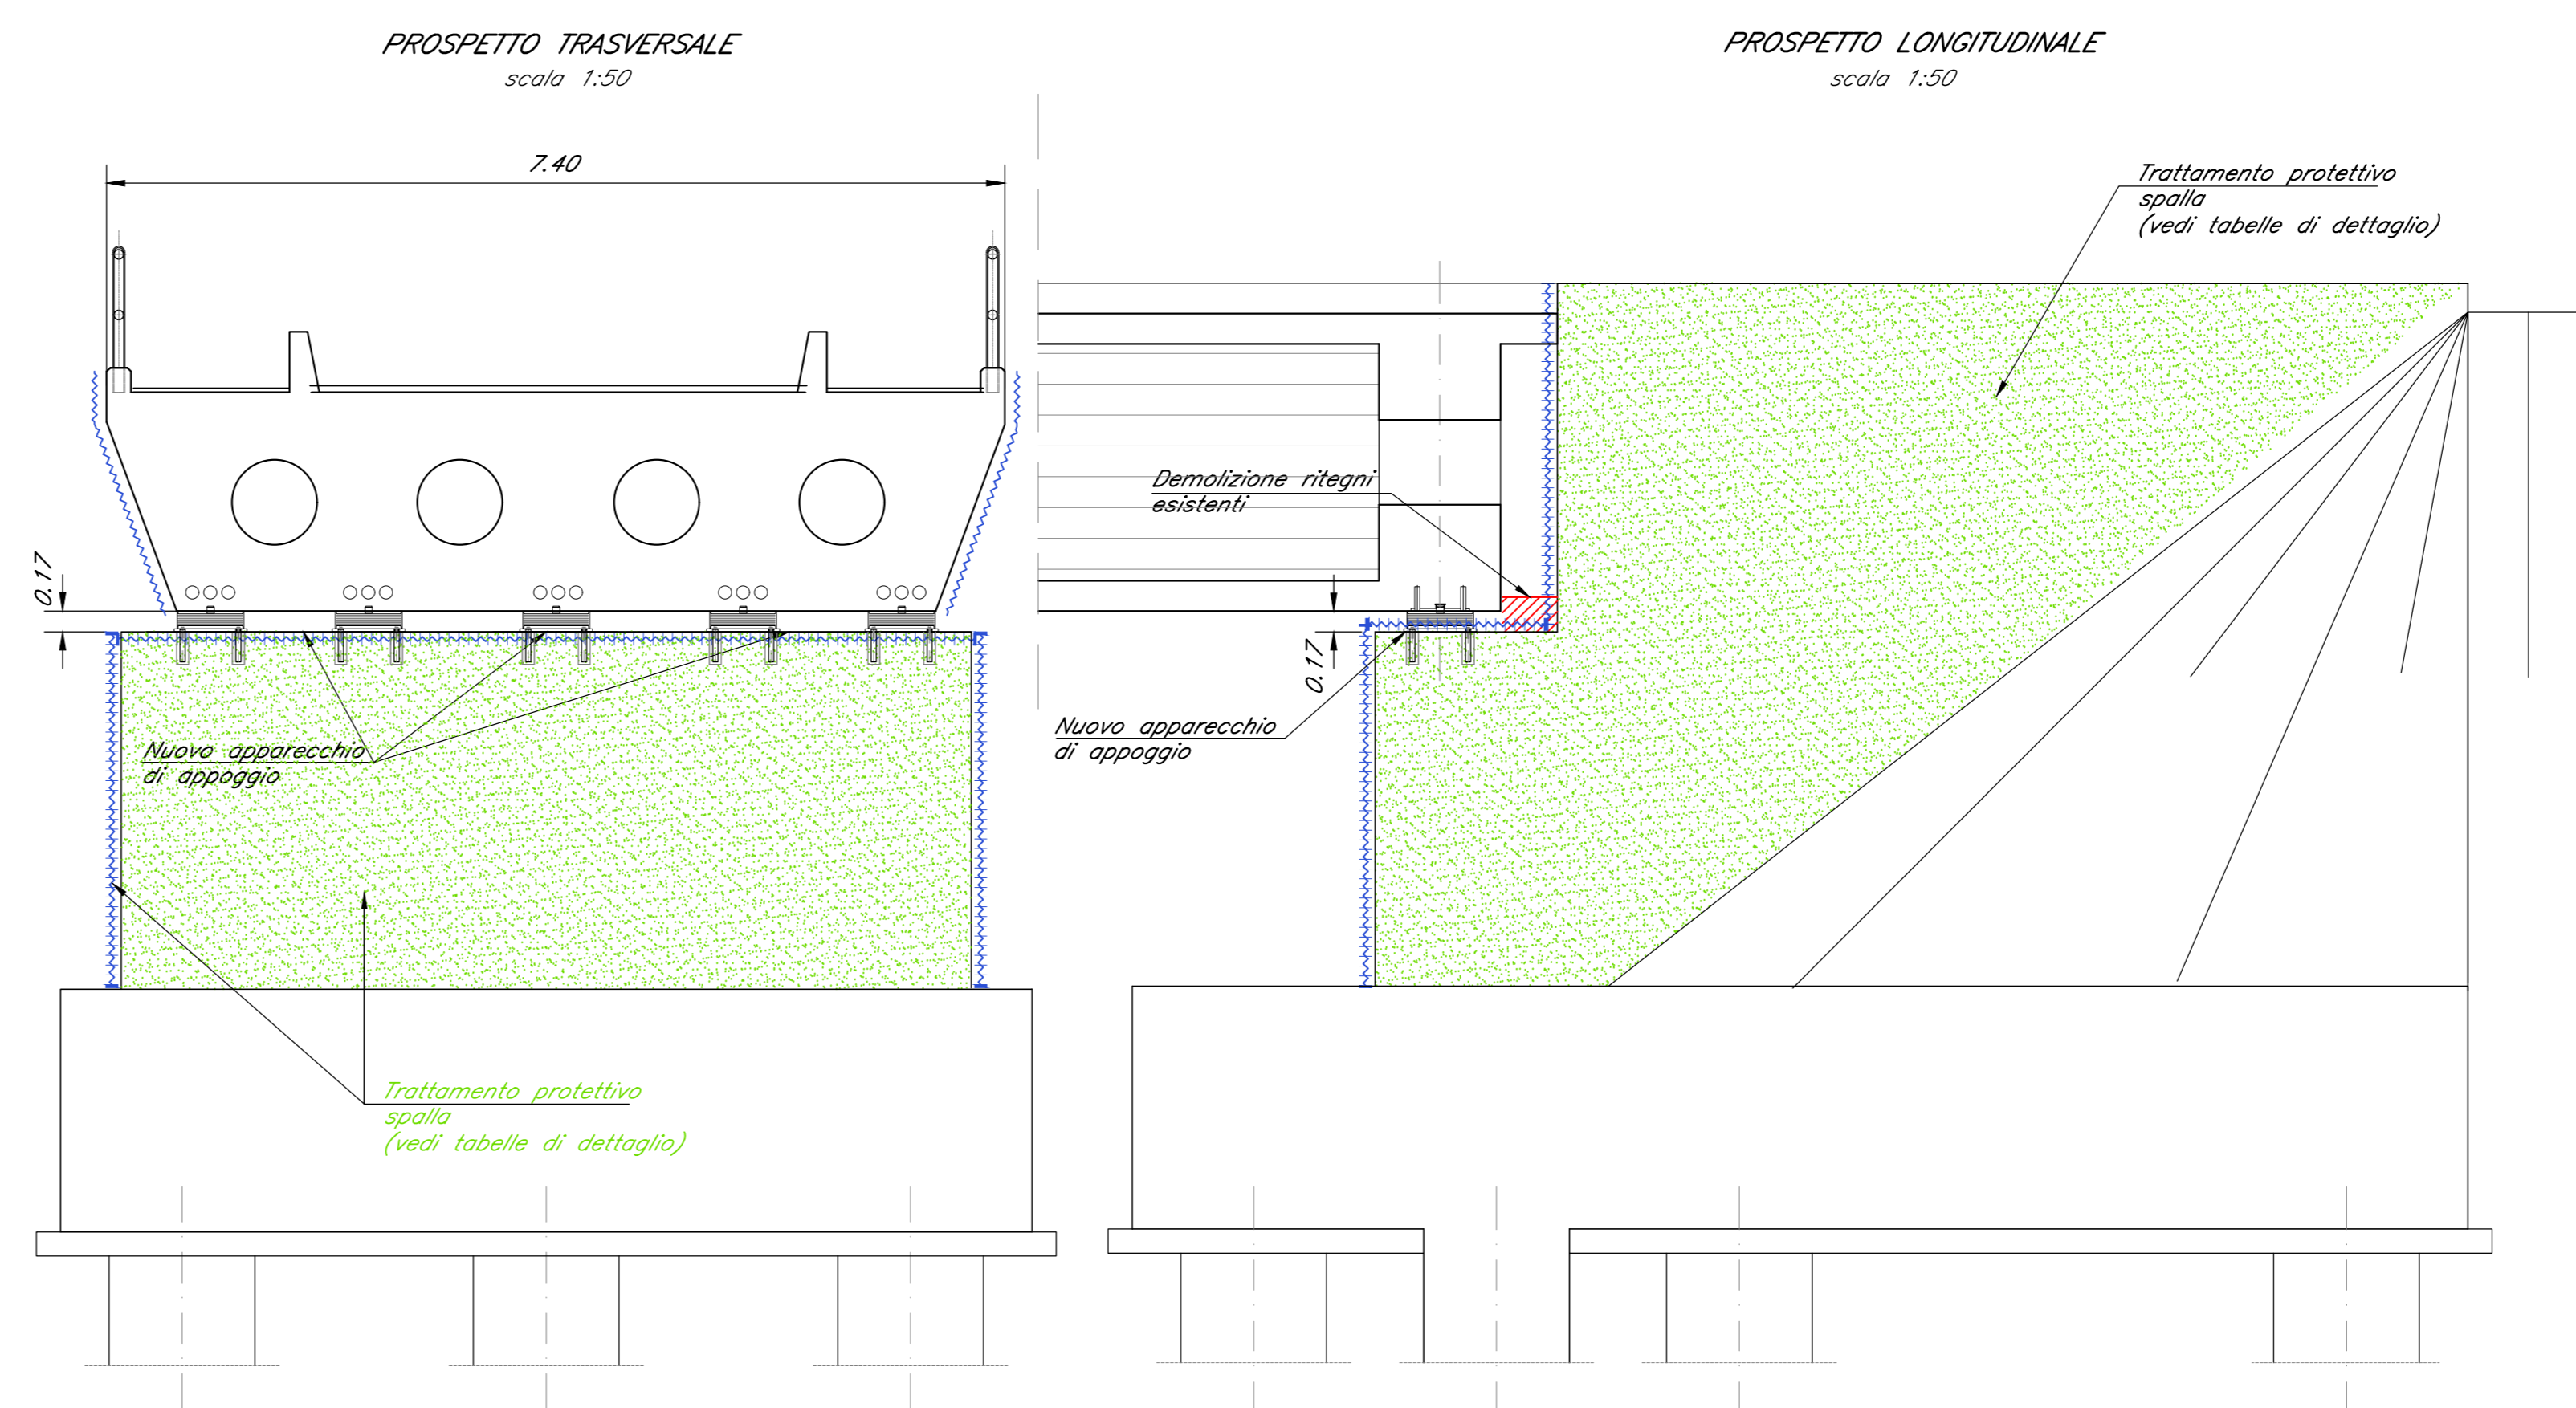 PROSPETTO TRASVERSALE
scala 1:50
7.40
0.17
Nuovo apparecchio
di appoggio
Trattamento protettivo
spalla
(vedi tabelle di dettaglio)
PROSPETTO LONGITUDINALE
scala 1:50
Trattamento protettivo
spalla
(vedi tabelle di dettaglio)
Demolizione ritegni
esistenti
0.17
Nuovo apparecchio
di appoggio